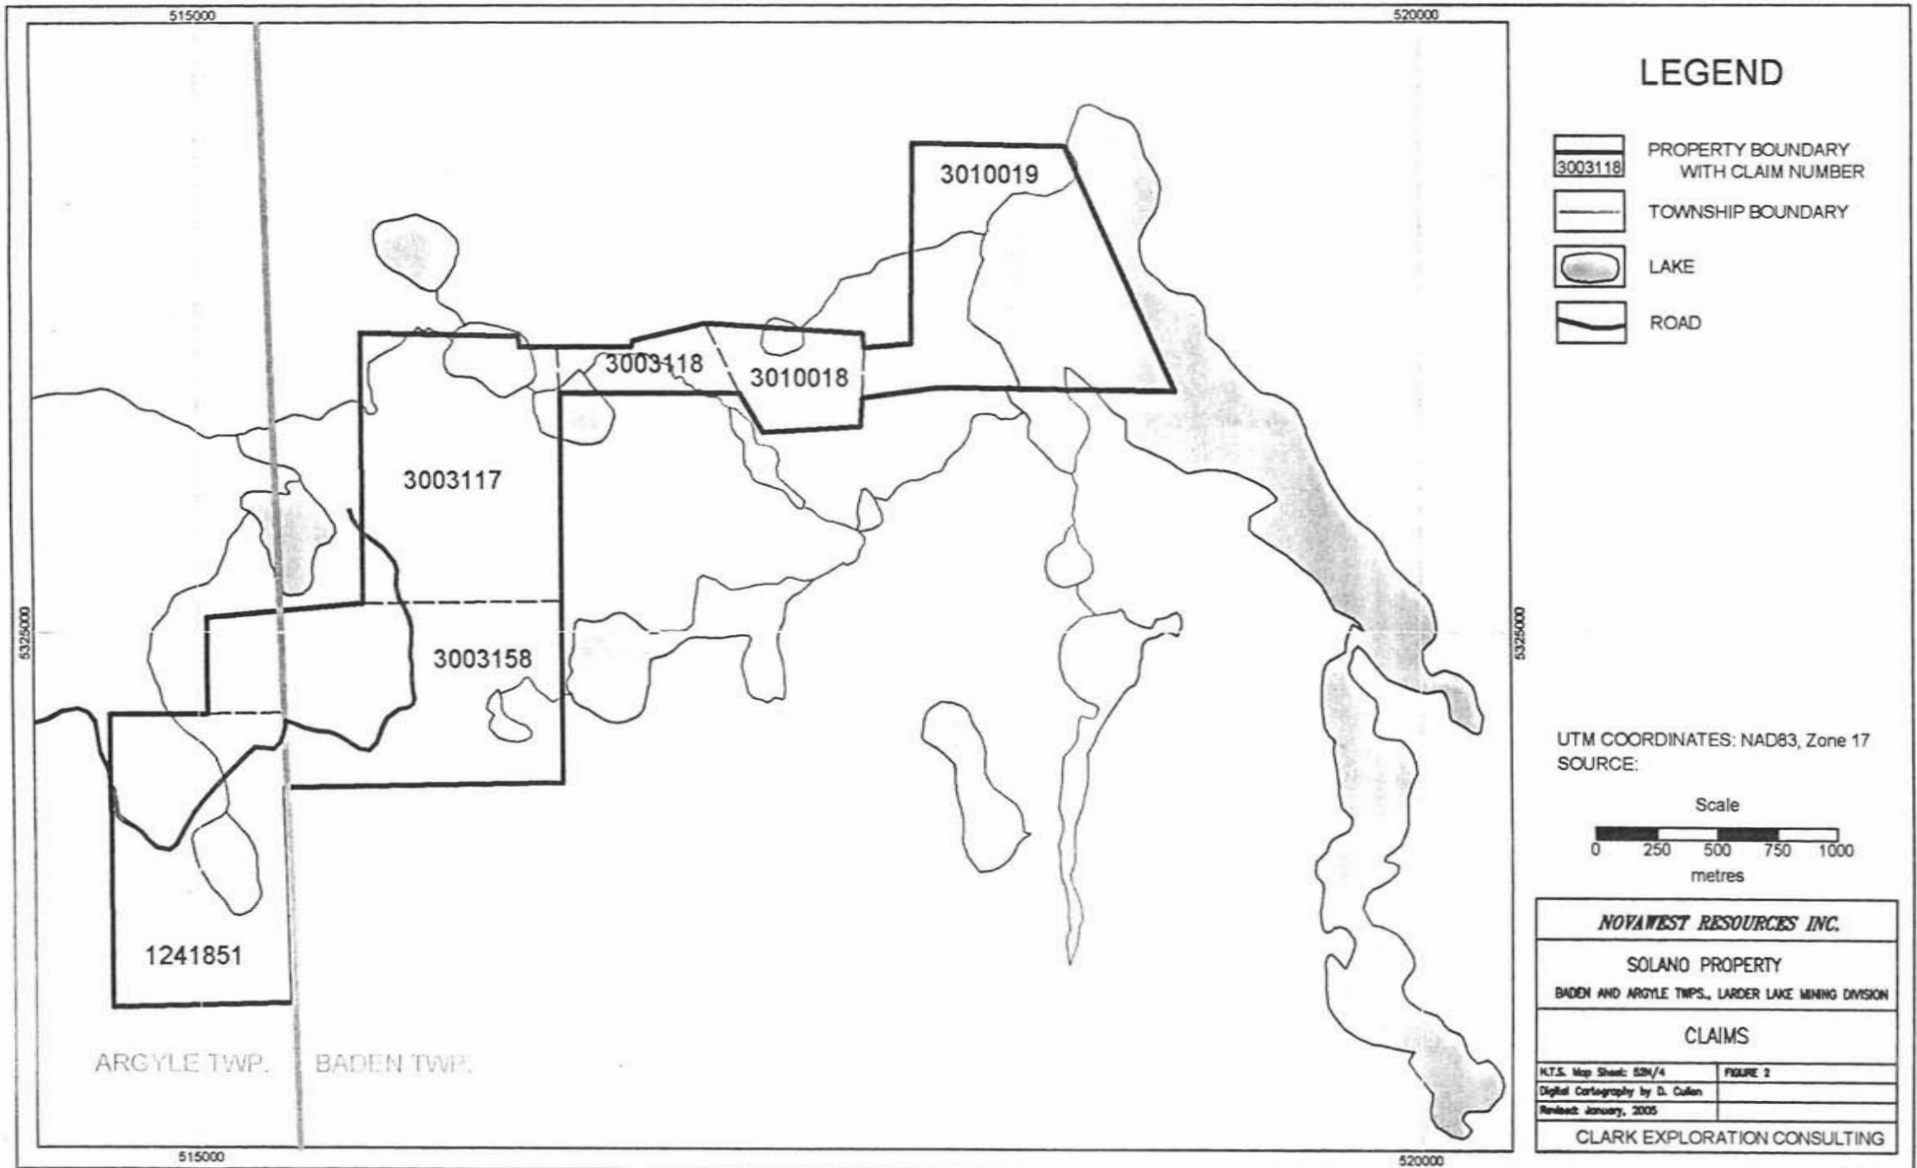 515000
520000
LEGEND
3003118
PROPERTY BOUNDARY
WITH CLAIM NUMBER
TOWNSHIP BOUNDARY
LAKE
ROAD
3010019
3003118
3010018
3003117
3003158
1241851
5325000
5325000
ARGYLE TWP.
BADEN TWP.
515000
520000
UTM COORDINATES: NAD83, Zone 17
SOURCE:
Scale
0 250 500 750 1000
metres
NOVAWEST RESOURCES INC.
SOLANO PROPERTY
BADEN AND ARGYLE TWPS., LARDER LAKE MINING DIVISION
CLAIMS
N.T.S. Map Sheet:
FIGURE 2
Digital Cartography by D. Cullen
Revised: January, 2005
CLARK EXPLORATION CONSULTING